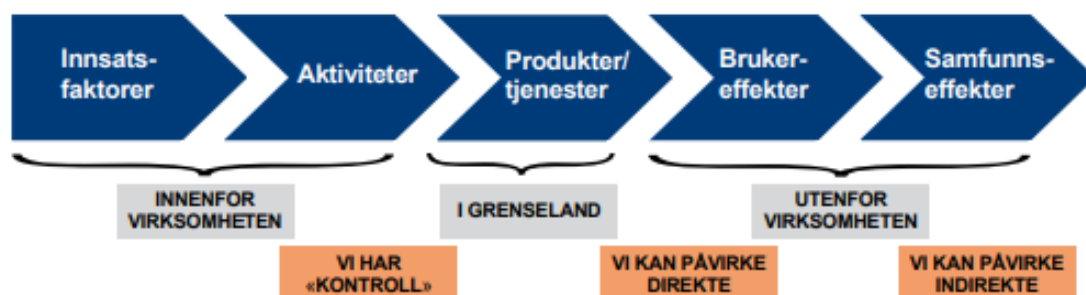 Innsats-
faktorer
Aktiviteter
Produkter/
tjenester
Bruker-
effekter
Samfunns-
effekter
INNENFOR
VIRKSOMHETEN
I GRENSELAND
UTENFOR
VIRKSOMHETEN
VI HAR
«KONTROLL»
VI KAN PÅVIRKE
DIREKTE
VI KAN PÅVIRKE
INDIREKTE